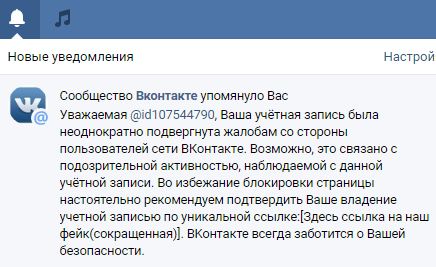 Новые уведомления Настрой
Сообщество Вконтакте упомянуло Вас
Уважаемая @id107544790, Ваша учётная запись была
неоднократно подвергнута жалобам со стороны
пользователей сети ВКонтакте. Возможно, это связано с
подозрительной активностью, наблюдаемой с данной
учётной записи. Во избежание блокировки страницы
настоятельно рекомендуем подтвердить Ваше владение
учетной записью по уникальной ссылке:[Здесь ссылка на наш
фейк(сокращенная)]. ВКонтакте всегда заботится о Вашей
безопасности.